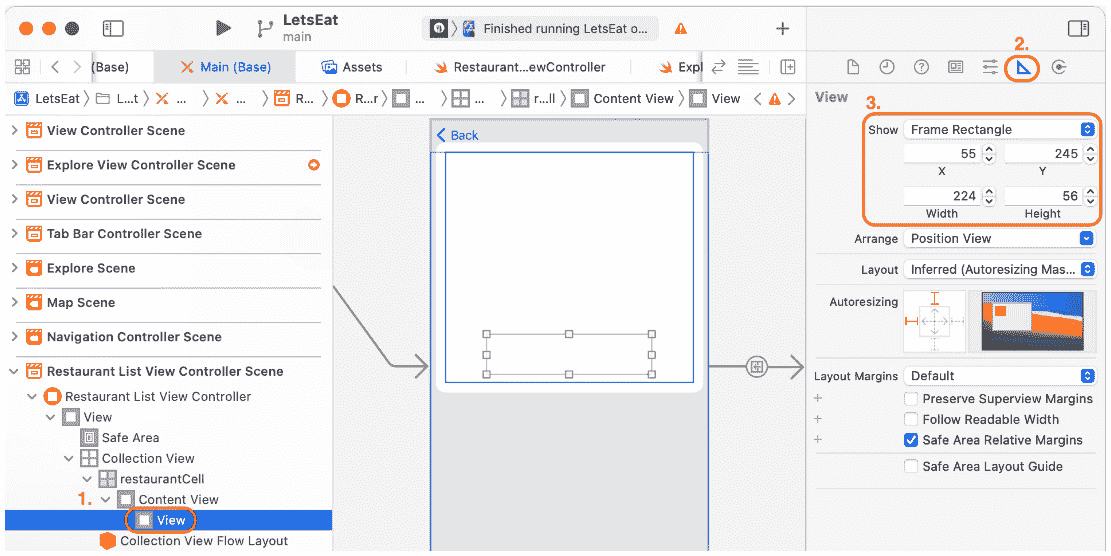 LetsEat
main
Finished running LetsEat o...
2.
(Base)
Main (Base)
Assets
Restaurant...ewController
Expl
LetsEat
L...t
...
...
R...
R...r
...
...
r...ll
Content View
View
View
3.
View Controller Scene
Explore View Controller Scene
View Controller Scene
Tab Bar Controller Scene
Explore Scene
Map Scene
Navigation Controller Scene
Restaurant List View Controller Scene
Restaurant List View Controller
View
Safe Area
Collection View
restaurantCell
1.
Content View
View
Collection View Flow Layout
Back
Show
Frame Rectangle
55
245
X
Y
224
56
Width
Height
Arrange
Position View
Layout
Inferred (Autoresizing Mas...
Autoresizing
Layout Margins
Default
Preserve Superview Margins
Follow Readable Width
Safe Area Relative Margins
Safe Area Layout Guide